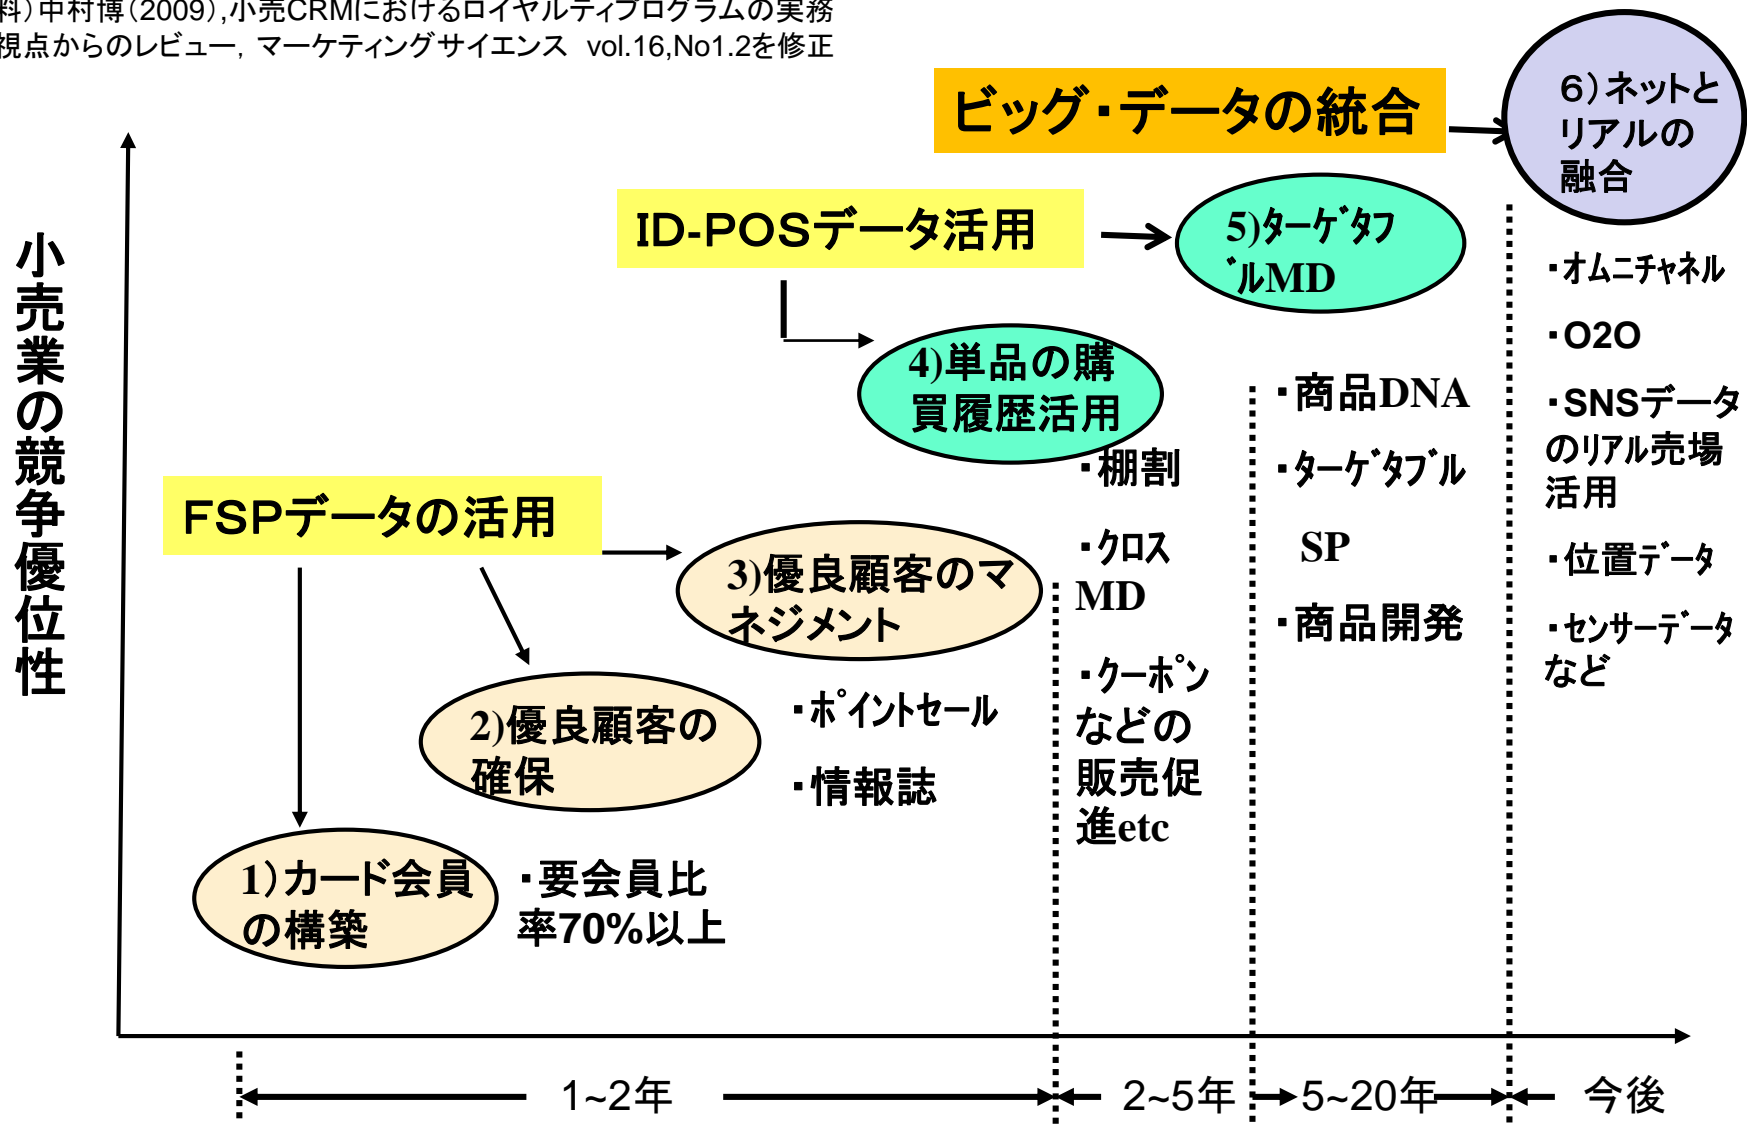 料）中村博（2009）,小売CRMにおけるロイヤルティプログラムの実務
視点からのレビュー, マーケティングサイエンス vol.16,No1.2を修正
ビッグ・データの統合
6）ネットと
リアルの
融合
ID-POSデータ活用
5)ﾀｰｹﾞﾀﾌ
ﾞﾙMD
4)単品の購
買履歴活用
FSPデータの活用
3)優良顧客のマ
ネジメント
2)優良顧客の
確保
1）カード会員
の構築
・要会員比
率70%以上
・ﾎﾟｲﾝﾄｾｰﾙ
・情報誌
・棚割
・ｸﾛｽ
MD
・ｸｰﾎﾟﾝ
などの
販売促
進etc
・商品DNA
・ﾀｰｹﾞﾀﾌﾞﾙ
SP
・商品開発
・ｵﾑﾆﾁｬﾈﾙ
・O2O
・SNSデータ
のﾘｱﾙ売場
活用
・位置ﾃﾞｰﾀ
・ｾﾝｻｰﾃﾞｰﾀ
など
小売業の競争優位性
1~2年
2~5年
5~20年
今後